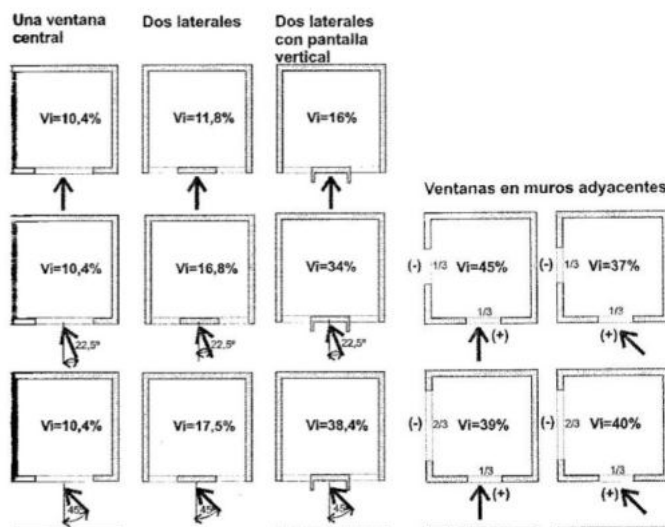 Una ventana
central
Dos laterales
Dos laterales
con pantalla
vertical
Vi=10,4%
Vi=11,8%
Vi=16%
Ventanas en muros adyacentes
Vi=10,4%
Vi=16,8%
Vi=34%
(-) 1/3 Vi=45%
(-) 1/3 Vi=37%
1/3
1/3
(+)
(+)
22,5º
22,5º
22,5º
Vi=10,4%
Vi=17,5%
Vi=38,4%
(-) 2/3 Vi=39%
(-) 2/3 Vi=40%
1/3
1/3
(+)
(+)
45º
45º
45º